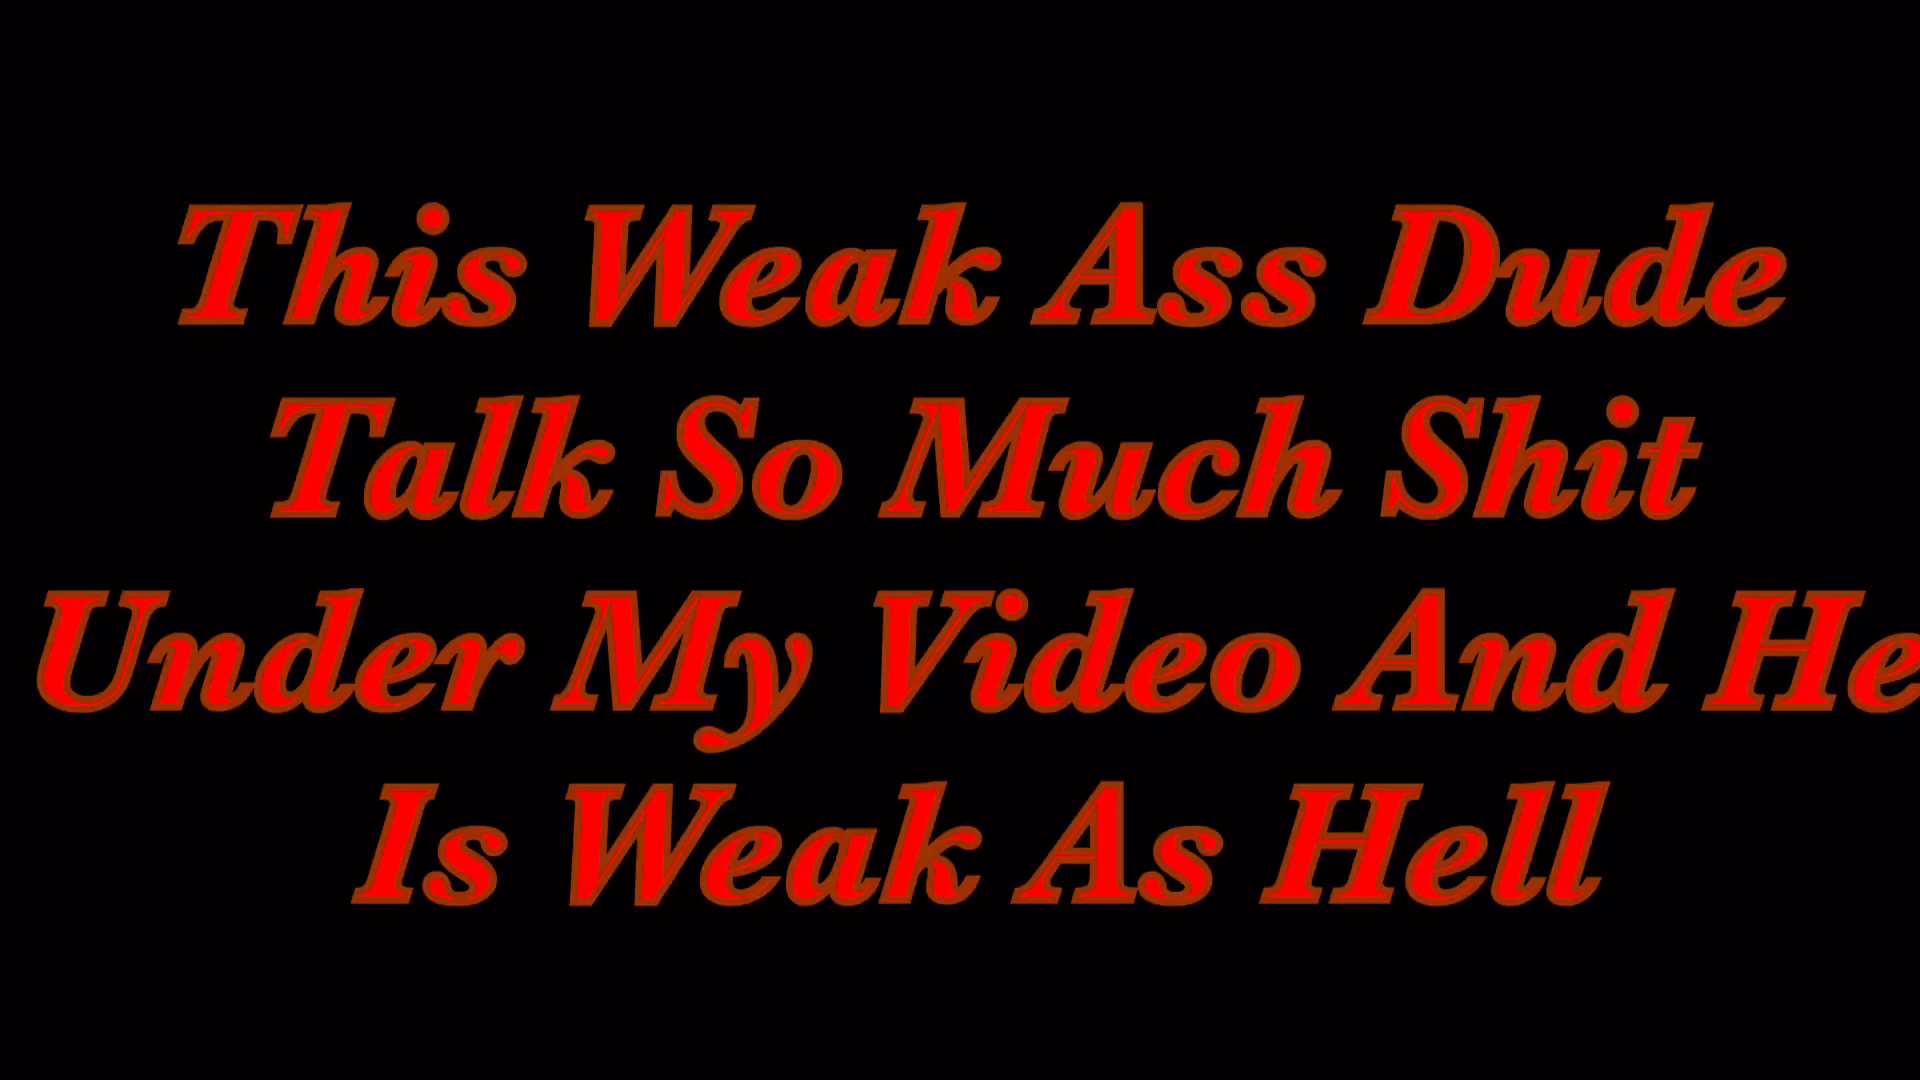 This Weak Ass Dude
Talk So Much Shit
Under My Video And He
Is Weak As Hell